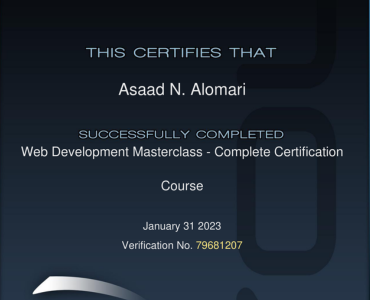 THIS CERTIFIES THAT
Asaad N. Alomari
SUCCESSFULLY COMPLETED
Web Development Masterclass - Complete Certification
Course
January 31 2023
Verification No. 79681207